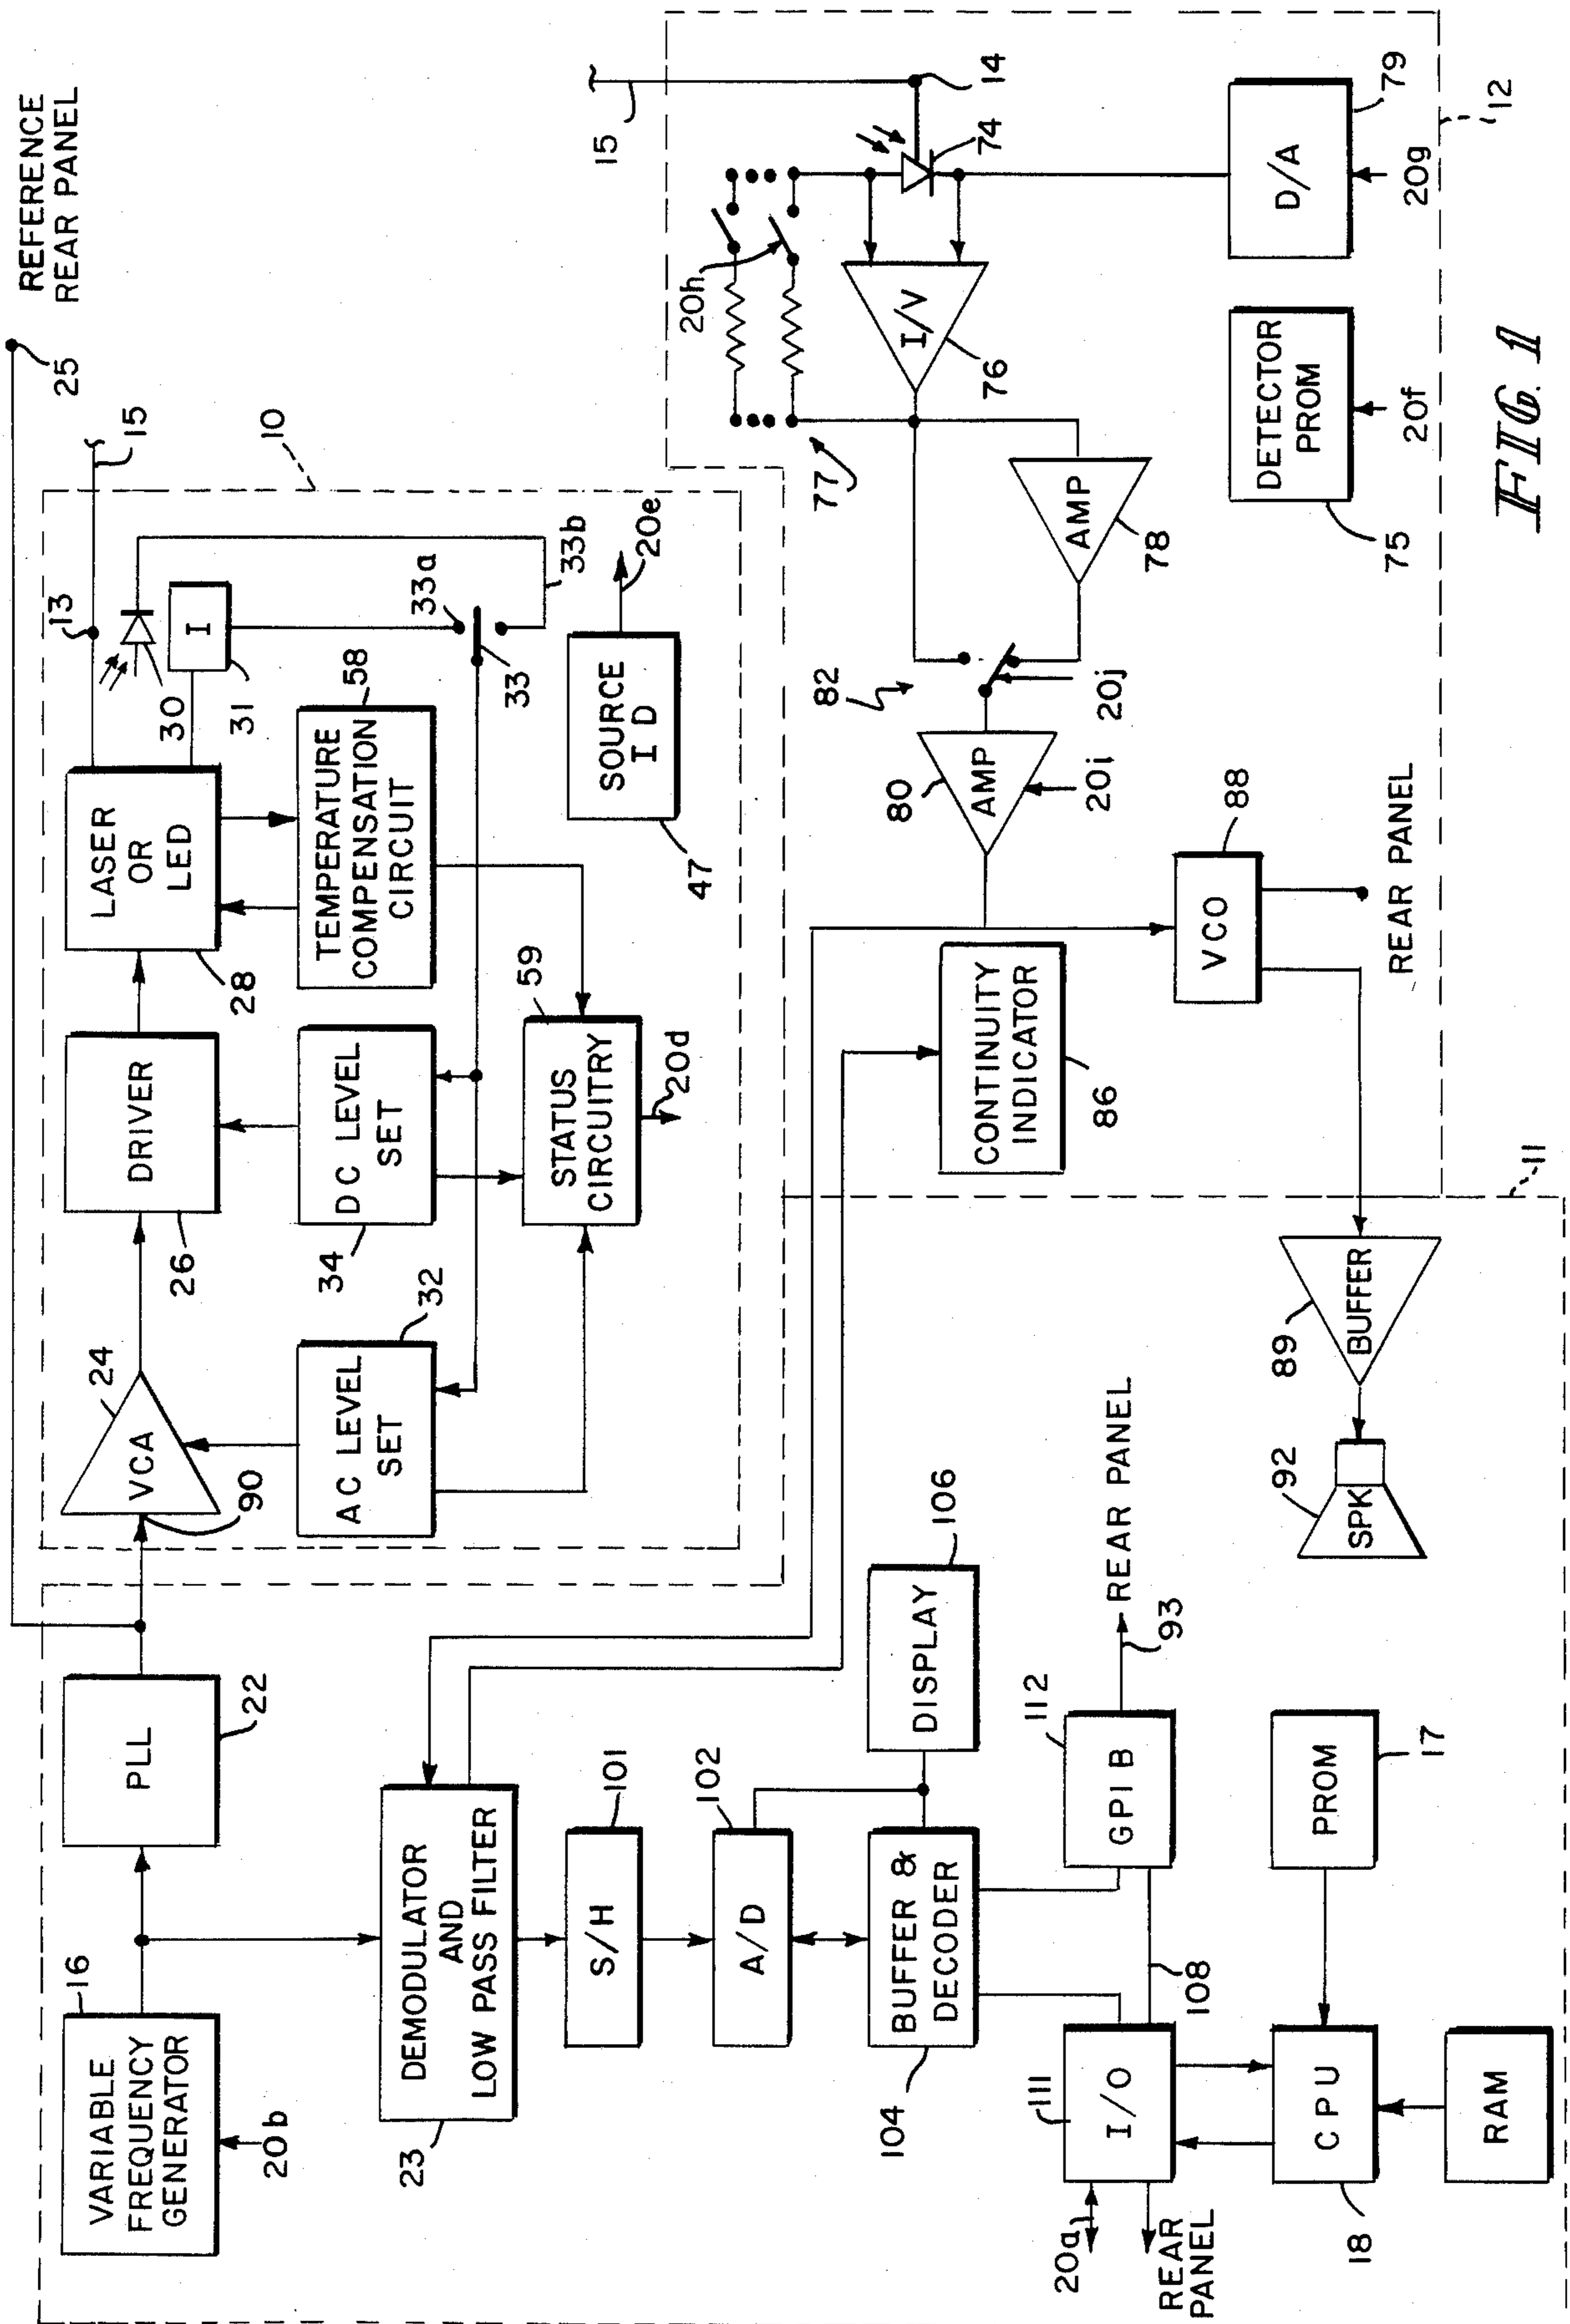 REFERENCE
REAR PANEL
25
16
VARIABLE
FREQUENCY
GENERATOR
20b
PLL
22
VCA
24
90
DRIVER
26
LASER
OR
LED
28
13
15
10
30
I
31
33a
33b
33
AC LEVEL
SET
32
DC LEVEL
SET
34
TEMPERATURE
COMPENSATION
CIRCUIT
58
STATUS
CIRCUITRY
59
20d
SOURCE
ID
47
20e
DEMODULATOR
AND
LOW PASS FILTER
23
S/H
101
A/D
102
BUFFER &
DECODER
104
DISPLAY
106
I/O
111
20a
REAR
PANEL
108
GPIB
112
93
REAR PANEL
CPU
18
PROM
17
RAM
CONTINUITY
INDICATOR
86
VCO
88
REAR PANEL
BUFFER
89
SPK
92
11
AMP
80
20i
82
20j
AMP
78
77
I/V
76
20h
15
14
74
DETECTOR
PROM
75
20f
D/A
79
20g
12
FIG. 1